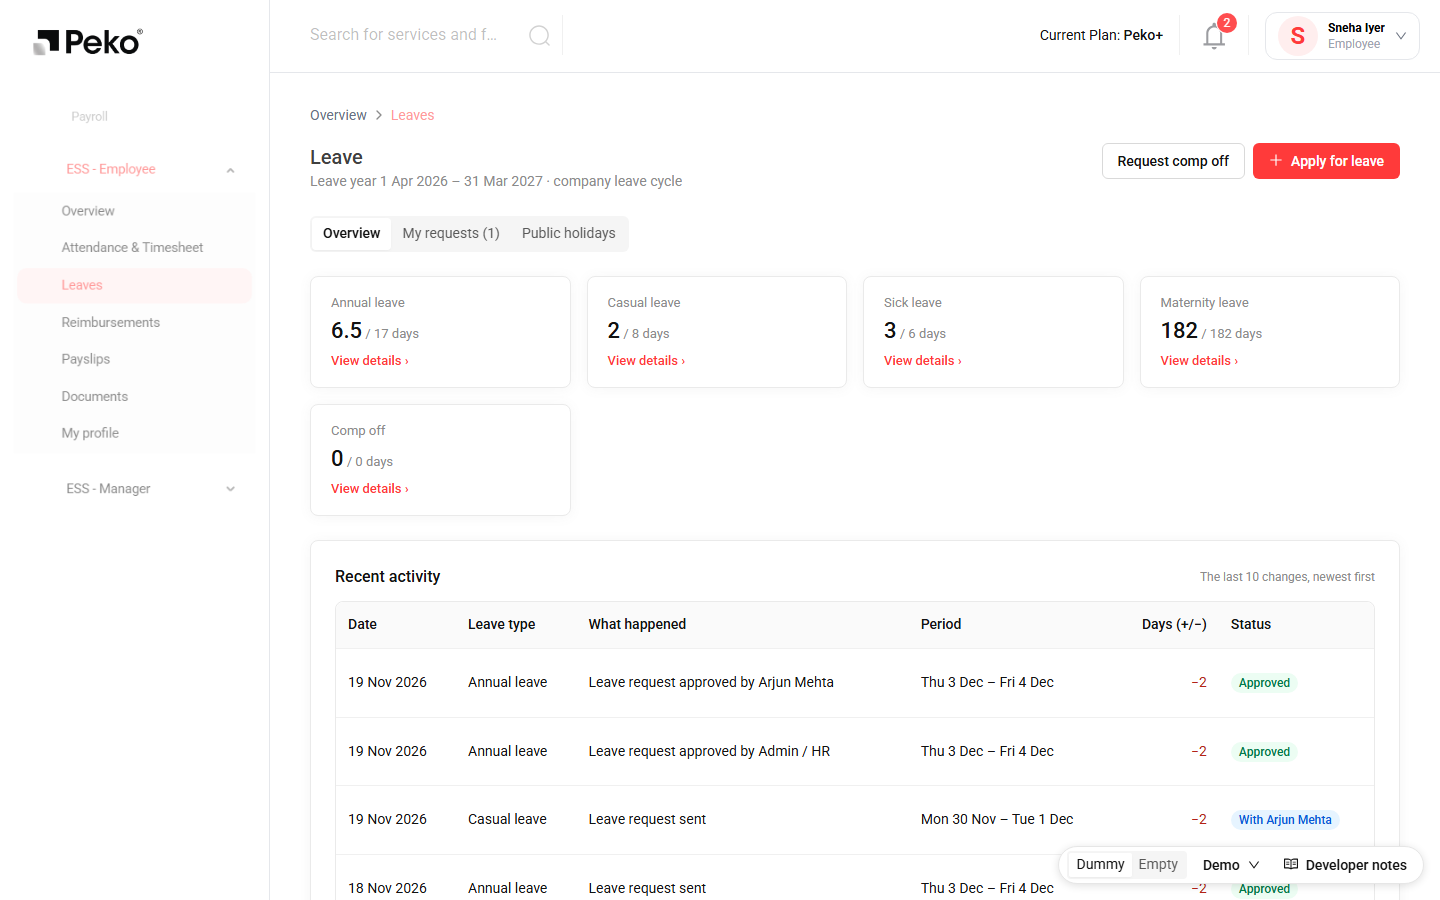 Peko®
Search for services and f...
Current Plan: Peko+
2
S
Sneha Iyer
Employee
Payroll
ESS - Employee
Overview
Attendance & Timesheet
Leaves
Reimbursements
Payslips
Documents
My profile
ESS - Manager
Overview > Leaves
Leave
Leave year 1 Apr 2026 – 31 Mar 2027 · company leave cycle
Request comp off
+ Apply for leave
Overview My requests (1) Public holidays
Annual leave
6.5 / 17 days
View details ›
Casual leave
2 / 8 days
View details ›
Sick leave
3 / 6 days
View details ›
Maternity leave
182 / 182 days
View details ›
Comp off
0 / 0 days
View details ›
Recent activity
The last 10 changes, newest first
Date Leave type What happened Period Days (+/−) Status
19 Nov 2026 Annual leave Leave request approved by Arjun Mehta Thu 3 Dec – Fri 4 Dec −2 Approved
19 Nov 2026 Annual leave Leave request approved by Admin / HR Thu 3 Dec – Fri 4 Dec −2 Approved
19 Nov 2026 Casual leave Leave request sent Mon 30 Nov – Tue 1 Dec −2 With Arjun Mehta
18 Nov 2026 Annual leave Leave request sent Thu 3 Dec – Fri 4 Dec −2 Approved
Dummy Empty Demo Developer notes